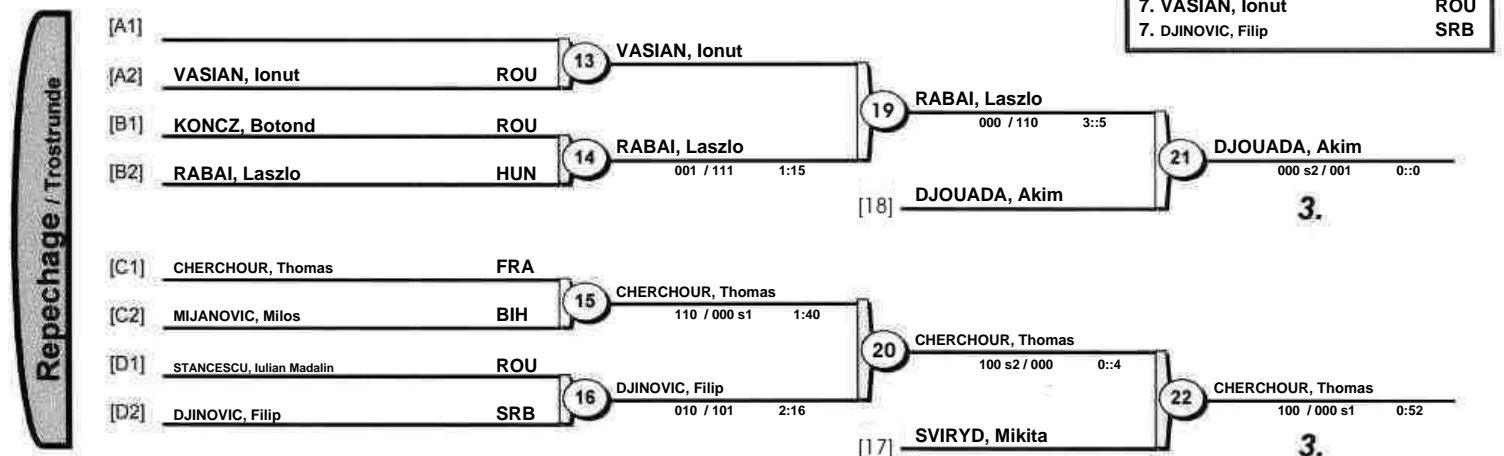 7. VASIAN, Ionut ROU
7. DJINOVIC, Filip SRB
Repechage / Trostrunde
[A1]
[A2] VASIAN, Ionut ROU
13 VASIAN, Ionut
[B1] KONCZ, Botond ROU
[B2] RABAI, Laszlo HUN
14 RABAI, Laszlo
001 / 111 1:15
19 RABAI, Laszlo
000 / 110 3::5
[18] DJOUADA, Akim
21 DJOUADA, Akim
000 s2 / 001 0::0
3.
[C1] CHERCHOUR, Thomas FRA
[C2] MIJANOVIC, Milos BIH
15 CHERCHOUR, Thomas
110 / 000 s1 1:40
[D1] STANCESCU, Iulian Madalin ROU
[D2] DJINOVIC, Filip SRB
16 DJINOVIC, Filip
010 / 101 2:16
20 CHERCHOUR, Thomas
100 s2 / 000 0::4
[17] SVIRYD, Mikita
22 CHERCHOUR, Thomas
100 / 000 s1 0:52
3.